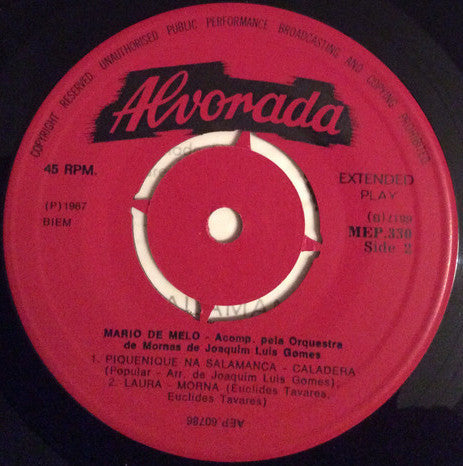 COPYRIGHT RESERVED UNAUTHORISED PUBLIC PERFORMANCE BROADCASTING AND COPYING PROHIBITED
Alvorada
45 RPM.
EXTENDED
PLAY
(P) 1967
BIEM
MEP.330
Side 2
MARIO DE MELO - Acomp. pela Orquestra
de Mornas de Joaquim Luis Gomes
1. PIQUENIQUE NA SALAMANCA - CALADERA
(Popular - Arr. de Joaquim Luis Gomes);
2. LAURA - MORNA (Euclides Tavares,
Euclides Tavares)
AEP.60786